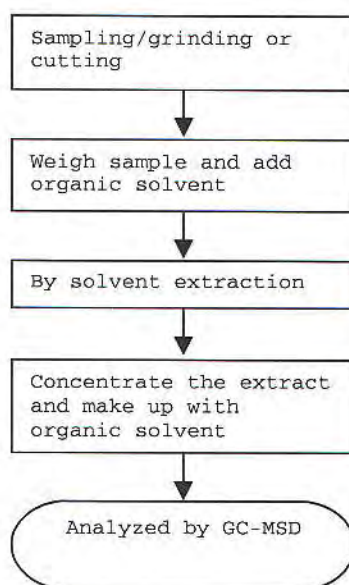 Sampling/grinding or
cutting
Weigh sample and add
organic solvent
By solvent extraction
Concentrate the extract
and make up with
organic solvent
Analyzed by GC-MSD